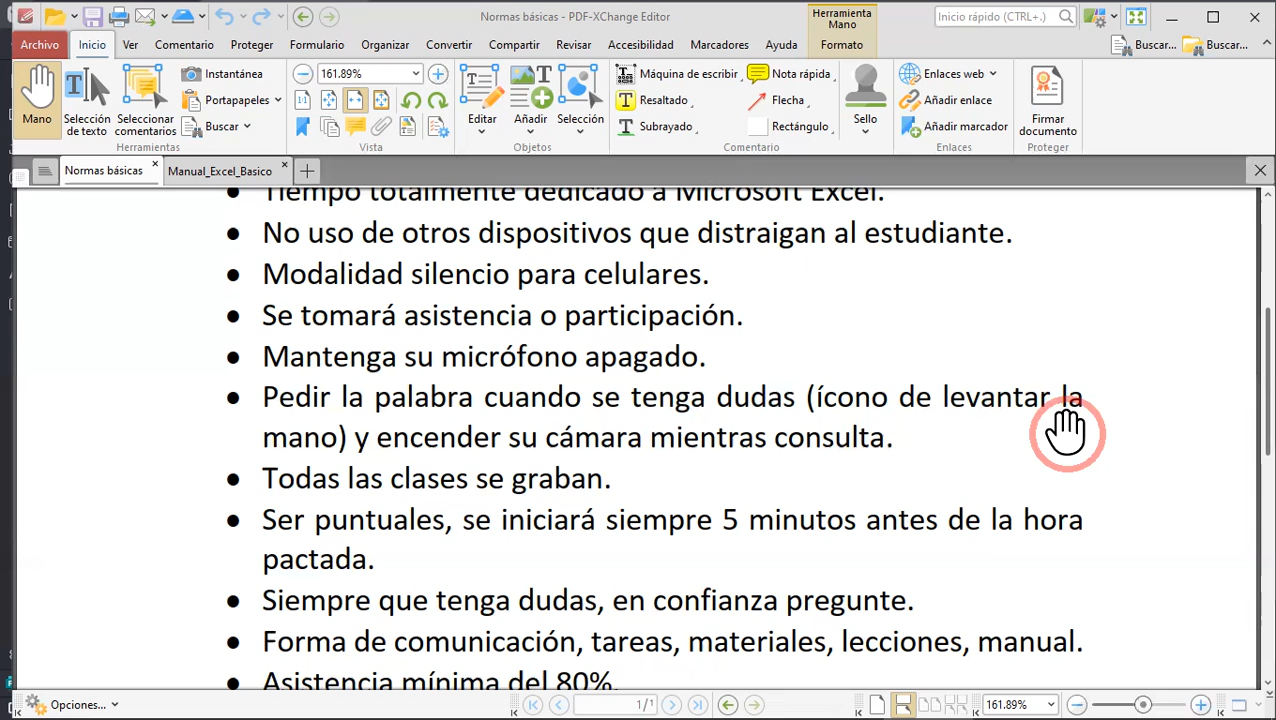 Normas básicas - PDF-XChange Editor
Herramienta
Mano
Inicio rápido (CTRL+.)
Archivo Inicio Ver Comentario Proteger Formulario Organizar Convertir Compartir Revisar Accesibilidad Marcadores Ayuda Formato
Buscar... Buscar...
Mano
Selección
de texto
Seleccionar
comentarios
Instantánea
Portapapeles
Buscar
Herramientas
161.89%
1:1
Vista
Editar
Añadir
Selección
Objetos
Máquina de escribir
Resaltado
Subrayado
Nota rápida
Flecha
Rectángulo
Sello
Comentario
Enlaces web
Añadir enlace
Añadir marcador
Enlaces
Firmar
documento
Proteger
Normas básicas Manual_Excel_Basico
• Tiempo totalmente dedicado a Microsoft Excel.
• No uso de otros dispositivos que distraigan al estudiante.
• Modalidad silencio para celulares.
• Se tomará asistencia o participación.
• Mantenga su micrófono apagado.
• Pedir la palabra cuando se tenga dudas (ícono de levantar la
mano) y encender su cámara mientras consulta.
• Todas las clases se graban.
• Ser puntuales, se iniciará siempre 5 minutos antes de la hora
pactada.
• Siempre que tenga dudas, en confianza pregunte.
• Forma de comunicación, tareas, materiales, lecciones, manual.
• Asistencia mínima del 80%.
Opciones... 1/1 161.89%